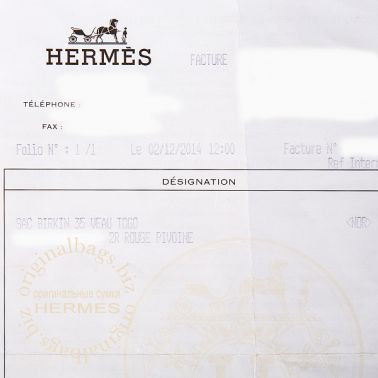 HERMÈS
FACTURE
TÉLÉPHONE :
FAX :
Folio N° : 1 /1 Le 02/12/2014 12:00 Facture N°
Ref Intern
DÉSIGNATION
SAC BIRKIN 35 VEAU TOGO <NOR>
2R ROUGE PIVOINE
originalbags.biz originalbags.biz
оригинальные сумки
HERMES